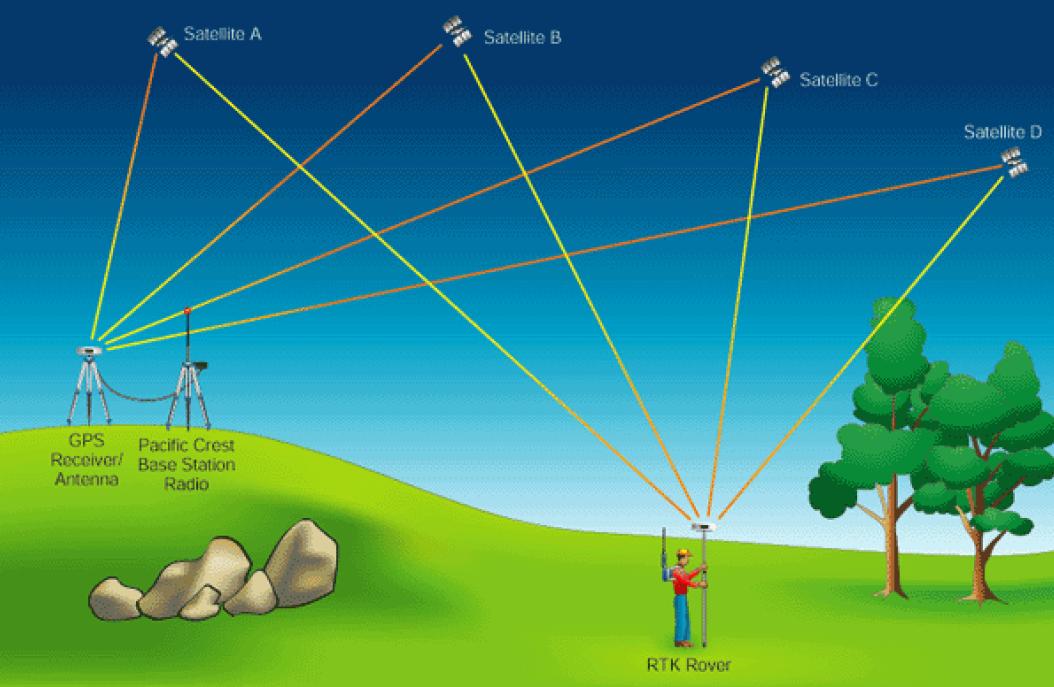 Satellite A
Satellite B
Satellite C
Satellite D
GPS
Receiver/
Antenna
Pacific Crest
Base Station
Radio
RTK Rover